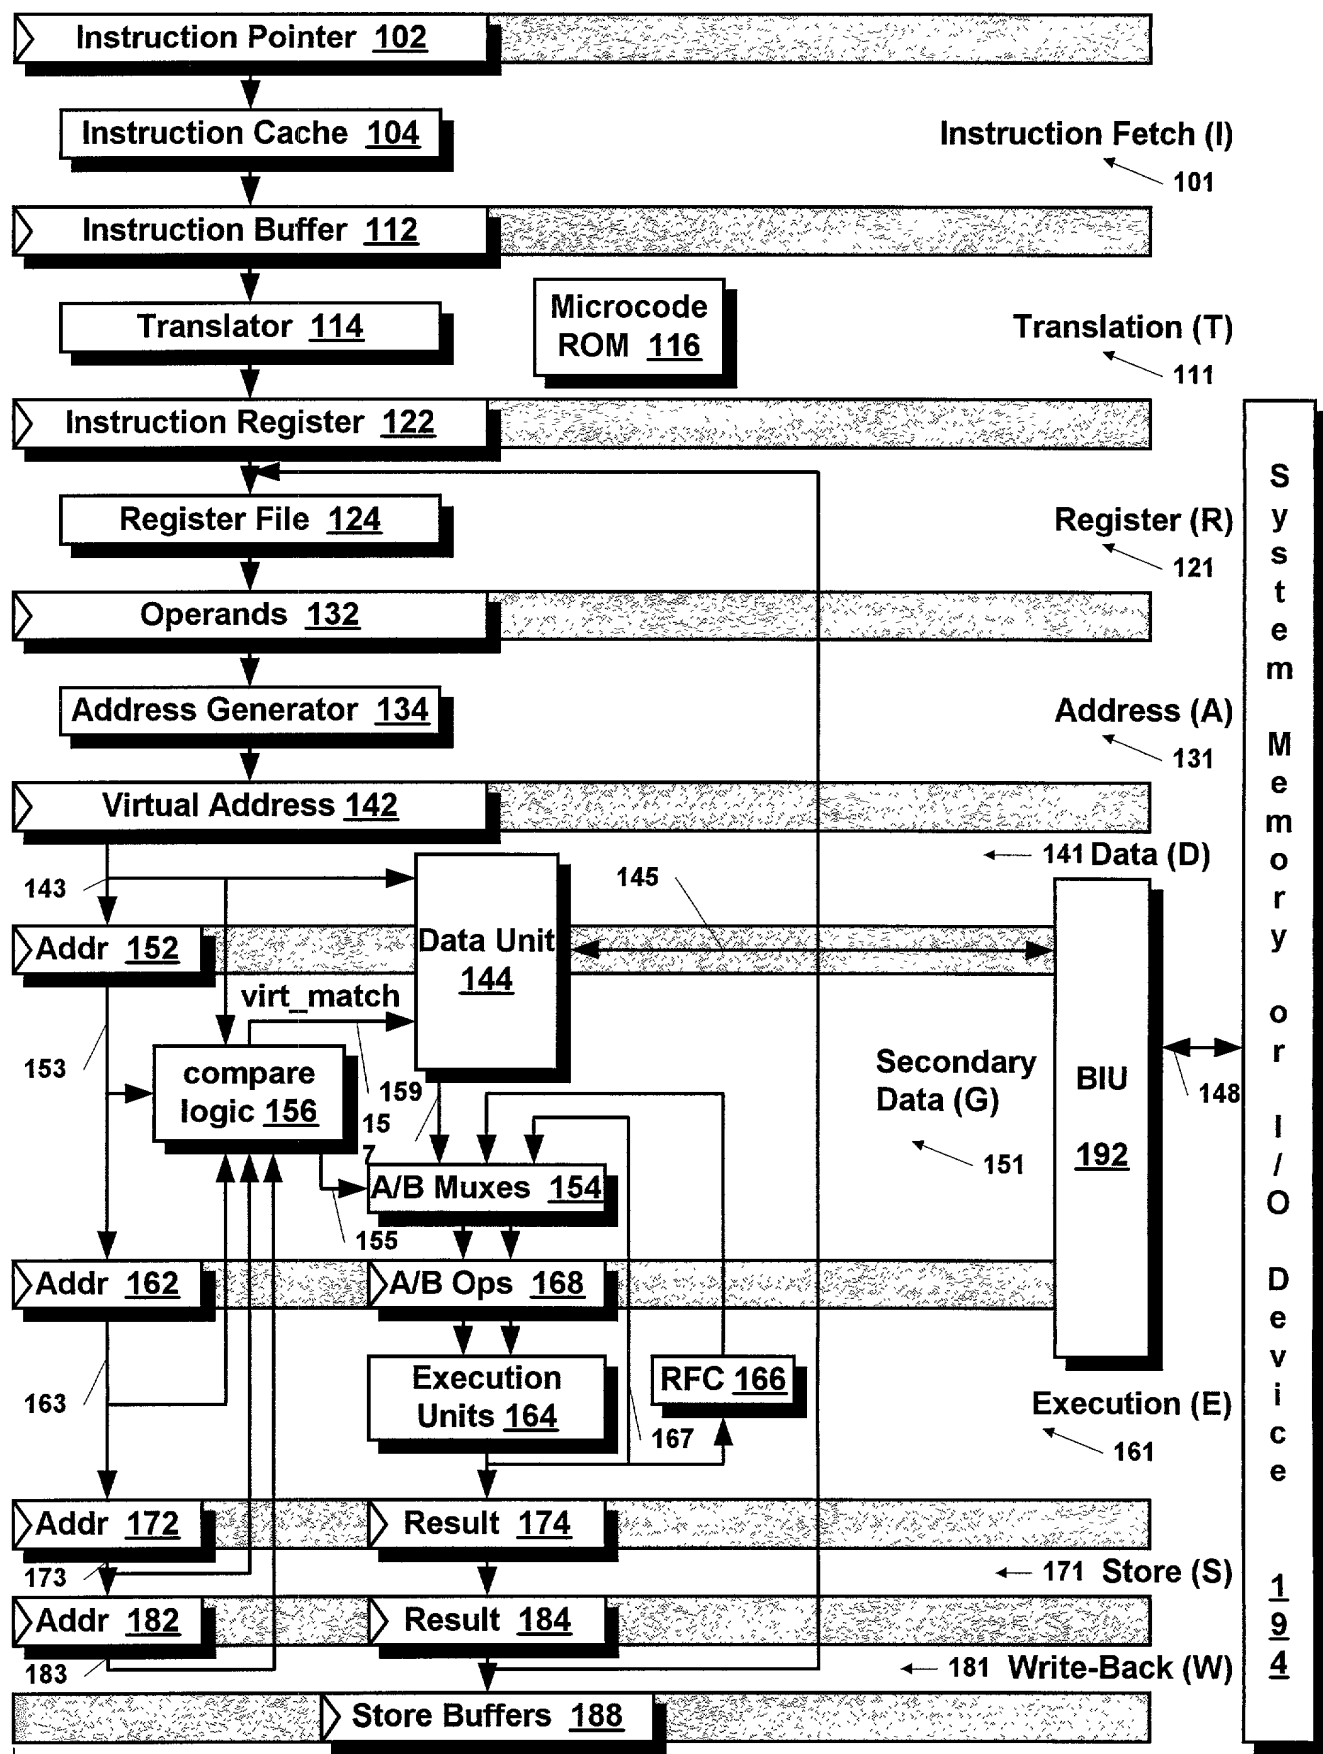 Instruction Pointer 102
Instruction Cache 104
Instruction Fetch (I)
101
Instruction Buffer 112
Translator 114
Microcode
ROM 116
Translation (T)
111
Instruction Register 122
Register File 124
Register (R)
121
Operands 132
Address Generator 134
Address (A)
131
Virtual Address 142
141 Data (D)
143
145
Addr 152
Data Unit
144
virt_match
153
compare
logic 156
159
15
7
Secondary
Data (G)
151
BIU
192
148
A/B Muxes 154
155
Addr 162
A/B Ops 168
163
Execution
Units 164
RFC 166
167
Execution (E)
161
Addr 172
Result 174
173
171 Store (S)
Addr 182
Result 184
183
181 Write-Back (W)
Store Buffers 188
System Memory or I/O Device 194